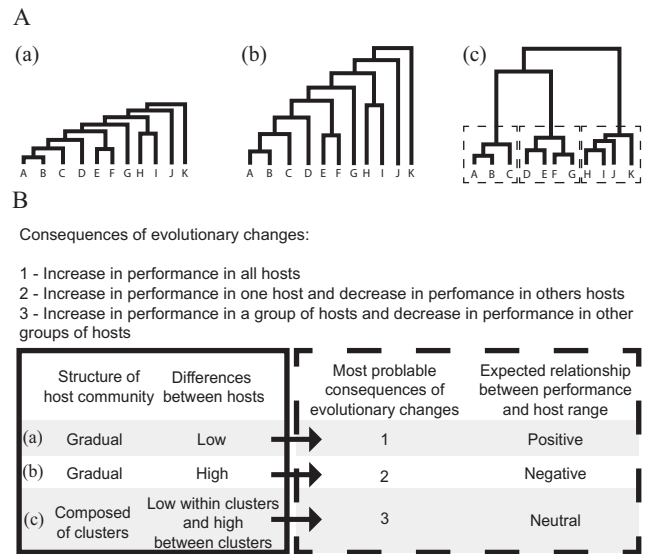 A
(a)
(b)
(c)
A B C D E F G H I J K
A B C D E F G H I J K
A B C D E F G H I J K
B
Consequences of evolutionary changes:
1 - Increase in performance in all hosts
2 - Increase in performance in one host and decrease in perfomance in others hosts
3 - Increase in performance in a group of hosts and decrease in performance in other
groups of hosts
Structure of
host community
Differences
between hosts
Most problable
consequences of
evolutionary changes
Expected relationship
between performance
and host range
(a) Gradual Low 1 Positive
(b) Gradual High 2 Negative
(c) Composed
of clusters
Low within clusters
and high
between clusters
3
Neutral